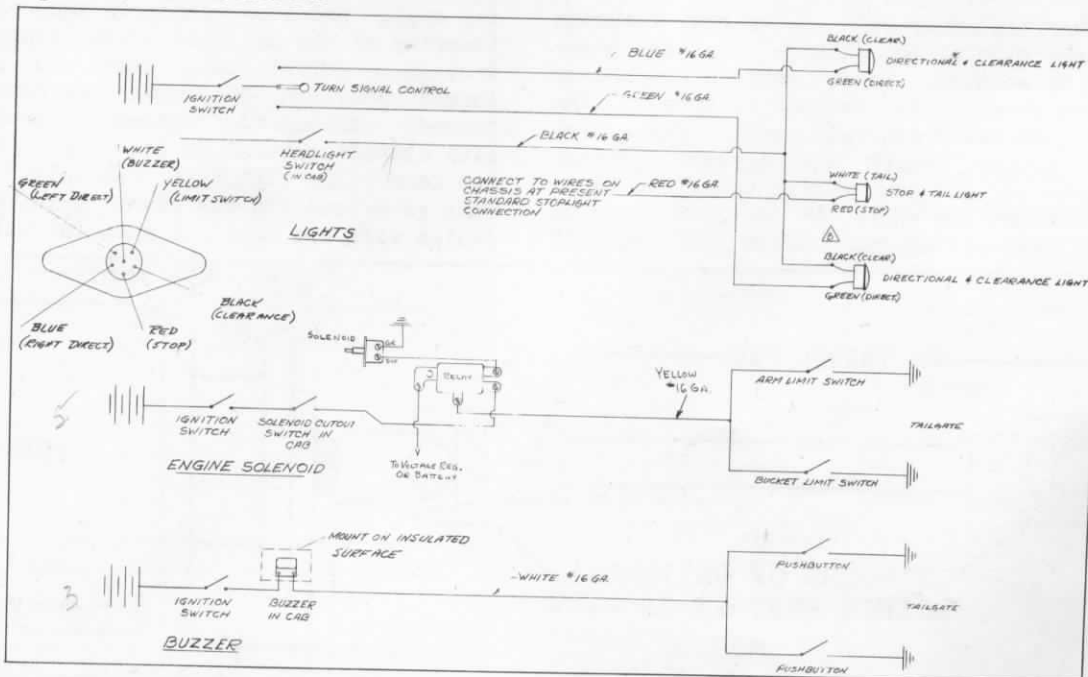 BLUE #16 GA.
BLACK (CLEAR)
DIRECTIONAL & CLEARANCE LIGHT
GREEN (DIRECT)
IGNITION
SWITCH
TURN SIGNAL CONTROL
GREEN #16 GA.
BLACK #16 GA.
HEADLIGHT
SWITCH
(IN CAB)
WHITE
(BUZZER)
GREEN
(LEFT DIRECT)
YELLOW
(LIMIT SWITCH)
CONNECT TO WIRES ON
CHASSIS AT PRESENT
STANDARD STOPLIGHT
CONNECTION
RED #16 GA.
WHITE (TAIL)
STOP & TAIL LIGHT
RED (STOP)
LIGHTS
BLACK (CLEAR)
DIRECTIONAL & CLEARANCE LIGHT
GREEN (DIRECT)
BLACK
(CLEARANCE)
BLUE
(RIGHT DIRECT)
RED
(STOP)
SOLENOID
RELAY
YELLOW
#16 GA.
ARM LIMIT SWITCH
2
IGNITION
SWITCH
SOLENOID CUTOUT
SWITCH IN
CAB
TAILGATE
ENGINE SOLENOID
TO VOLTAGE REG.
OR BATTERY
BUCKET LIMIT SWITCH
MOUNT ON INSULATED
SURFACE
PUSHBUTTON
3
IGNITION
SWITCH
BUZZER
IN CAB
WHITE #16 GA.
TAILGATE
BUZZER
PUSHBUTTON